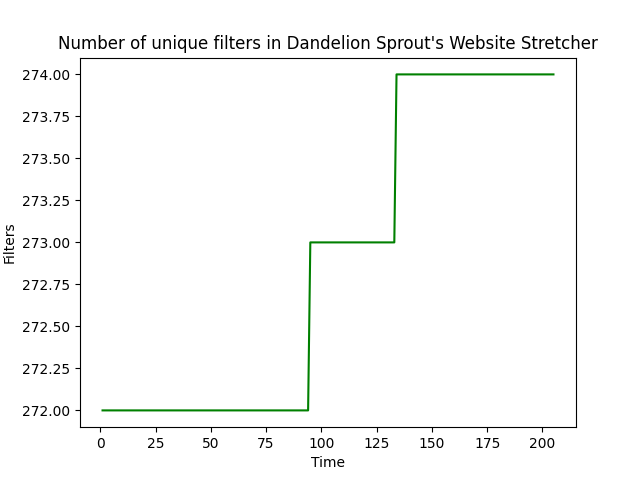 Number of unique filters in Dandelion Sprout's Website Stretcher
274.00
273.75
273.50
273.25
273.00
272.75
272.50
272.25
272.00
Filters
0 25 50 75 100 125 150 175 200
Time